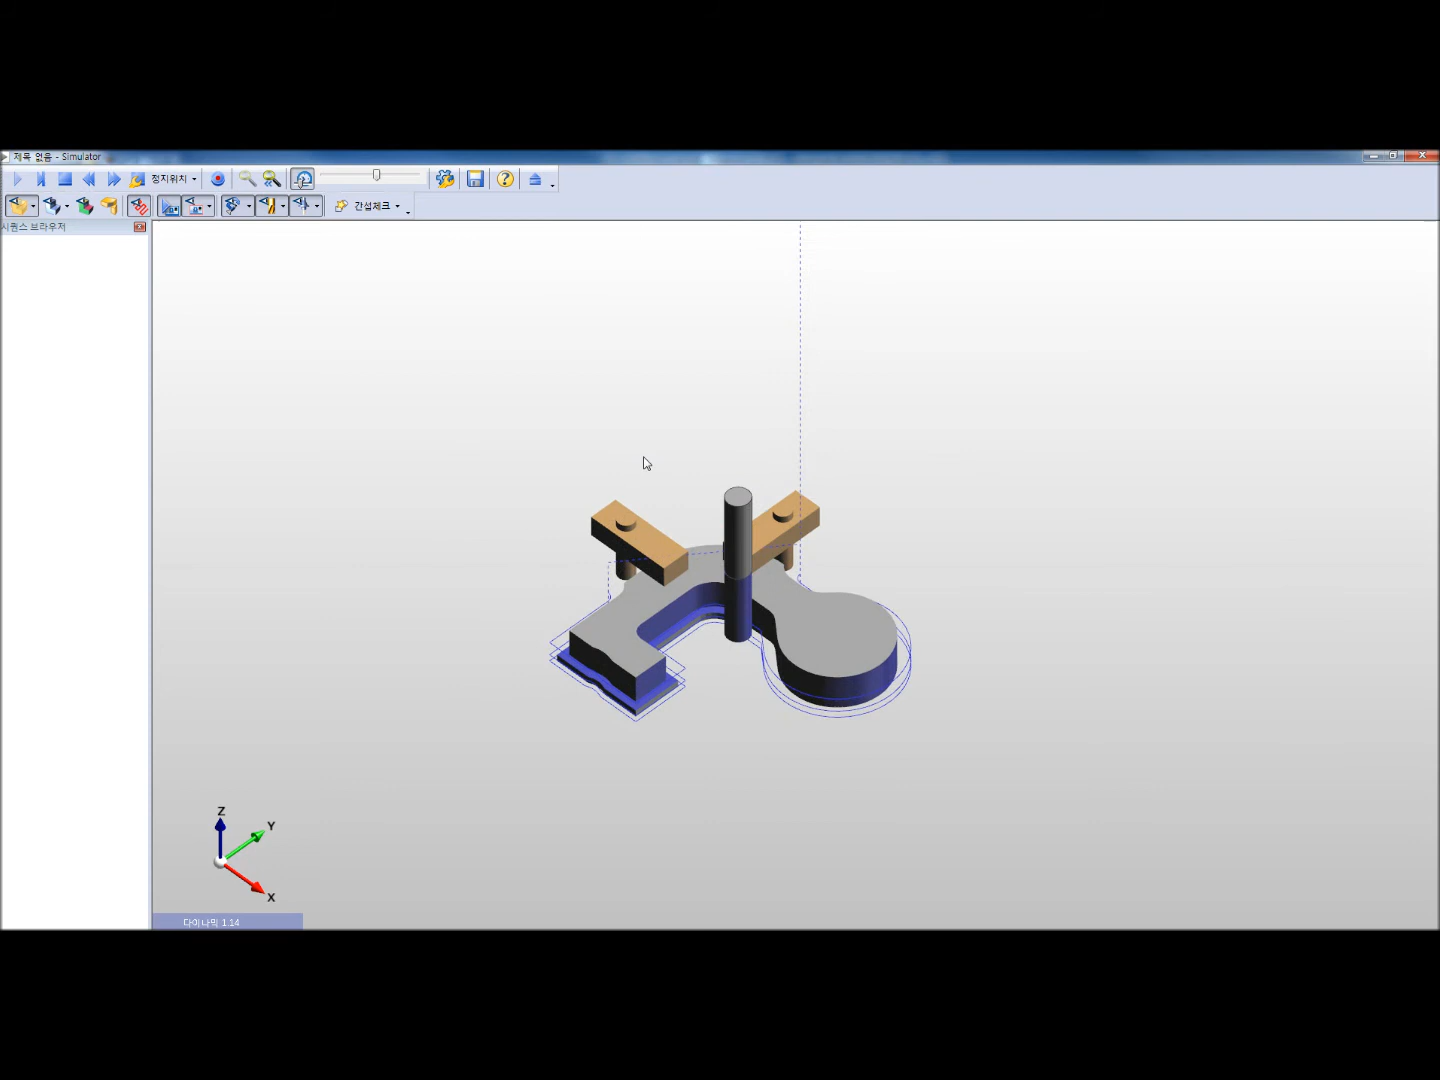 제목 없음 - Simulator
정지위치
간섭체크
시퀀스 브라우저
Z
Y
X
다이나믹 1.14